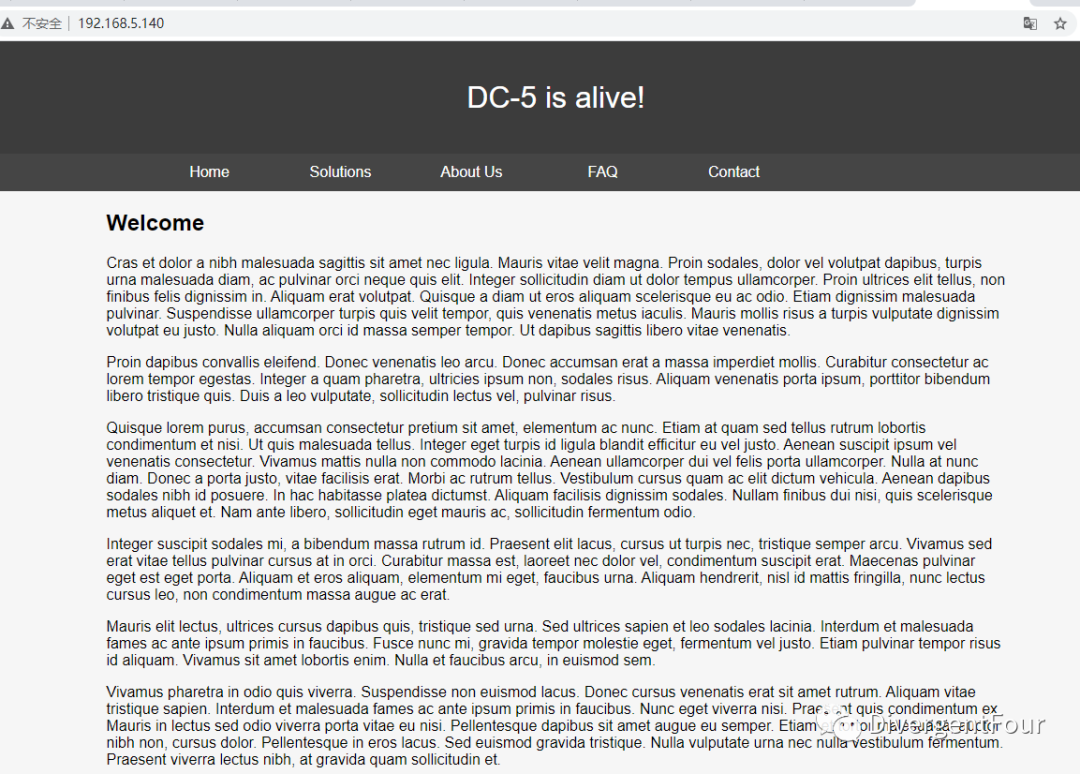 不安全 | 192.168.5.140
DC-5 is alive!
Home Solutions About Us FAQ Contact
Welcome
Cras et dolor a nibh malesuada sagittis sit amet nec ligula. Mauris vitae velit magna. Proin sodales, dolor vel volutpat dapibus, turpis
urna malesuada diam, ac pulvinar orci neque quis elit. Integer sollicitudin diam ut dolor tempus ullamcorper. Proin ultrices elit tellus, non
finibus felis dignissim in. Aliquam erat volutpat. Quisque a diam ut eros aliquam scelerisque eu ac odio. Etiam dignissim malesuada
pulvinar. Suspendisse ullamcorper turpis quis velit tempor, quis venenatis metus iaculis. Mauris mollis risus a turpis vulputate dignissim
volutpat eu justo. Nulla aliquam orci id massa semper tempor. Ut dapibus sagittis libero vitae venenatis.
Proin dapibus convallis eleifend. Donec venenatis leo arcu. Donec accumsan erat a massa imperdiet mollis. Curabitur consectetur ac
lorem tempor egestas. Integer a quam pharetra, ultricies ipsum non, sodales risus. Aliquam venenatis porta ipsum, porttitor bibendum
libero tristique quis. Duis a leo vulputate, sollicitudin lectus vel, pulvinar risus.
Quisque lorem purus, accumsan consectetur pretium sit amet, elementum ac nunc. Etiam at quam sed tellus rutrum lobortis
condimentum et nisi. Ut quis malesuada tellus. Integer eget turpis id ligula blandit efficitur eu vel justo. Aenean suscipit ipsum vel
venenatis consectetur. Vivamus mattis nulla non commodo lacinia. Aenean ullamcorper dui vel felis porta ullamcorper. Nulla at nunc
diam. Donec a porta justo, vitae facilisis erat. Morbi ac rutrum tellus. Vestibulum cursus quam ac elit dictum vehicula. Aenean dapibus
sodales nibh id posuere. In hac habitasse platea dictumst. Aliquam facilisis dignissim sodales. Nullam finibus dui nisi, quis scelerisque
metus aliquet et. Nam ante libero, sollicitudin eget mauris ac, sollicitudin fermentum odio.
Integer suscipit sodales mi, a bibendum massa rutrum id. Praesent elit lacus, cursus ut turpis nec, tristique semper arcu. Vivamus sed
erat vitae tellus pulvinar cursus at in orci. Curabitur massa est, laoreet nec dolor vel, condimentum suscipit erat. Maecenas pulvinar
eget est eget porta. Aliquam et eros aliquam, elementum mi eget, faucibus urna. Aliquam hendrerit, nisl id mattis fringilla, nunc lectus
cursus leo, non condimentum massa augue ac erat.
Mauris elit lectus, ultrices cursus dapibus quis, tristique sed urna. Sed ultrices sapien et leo sodales lacinia. Interdum et malesuada
fames ac ante ipsum primis in faucibus. Fusce nunc mi, gravida tempor molestie eget, fermentum vel justo. Etiam pulvinar tempor risus
id aliquam. Vivamus sit amet lobortis enim. Nulla et faucibus arcu, in euismod sem.
Vivamus pharetra in odio quis viverra. Suspendisse non euismod lacus. Donec cursus venenatis erat sit amet rutrum. Aliquam vitae
tristique sapien. Interdum et malesuada fames ac ante ipsum primis in faucibus. Nunc eget viverra nisi. at quis condimentum ex
Mauris in lectus sed odio viverra porta vitae eu nisi. Pellentesque dapibus sit amet augue eu semper. Etiam
DivergentFour
nibh non, cursus dolor. Pellentesque in eros lacus. Sed euismod gravida tristique. Nulla vulputate urna nec nulla vestibulum fermentum.
Praesent viverra lectus nibh, at gravida quam sollicitudin et.